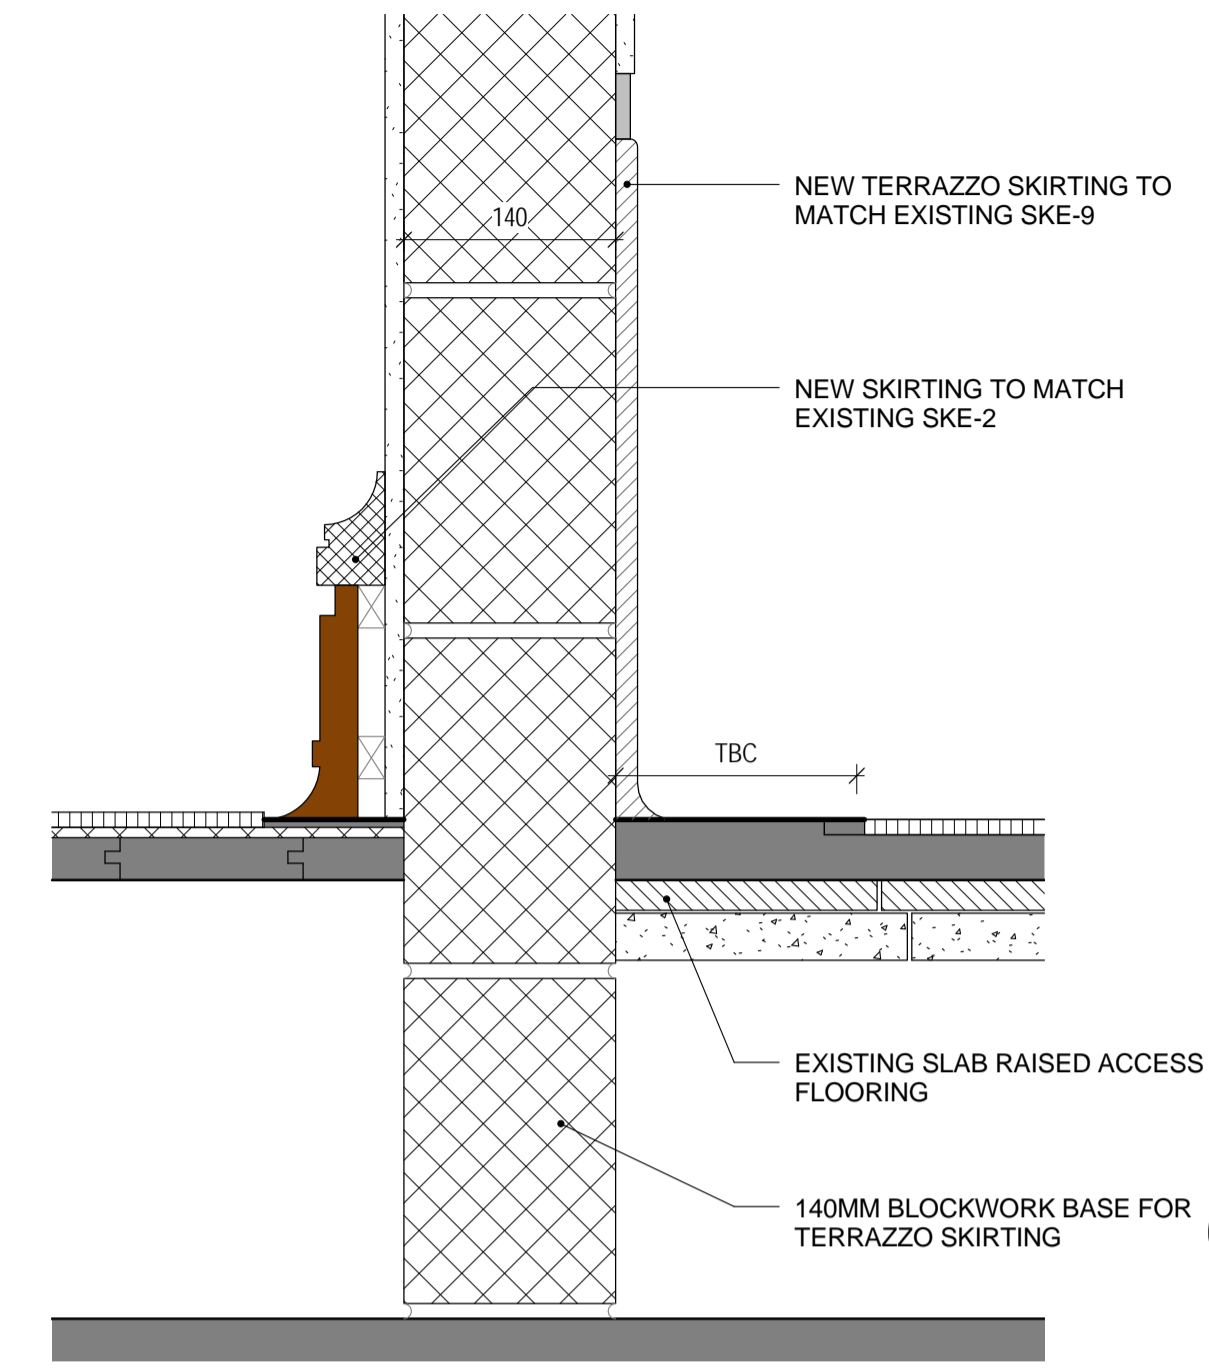 NEW TERRAZZO SKIRTING TO
MATCH EXISTING SKE-9
140
NEW SKIRTING TO MATCH
EXISTING SKE-2
TBC
EXISTING SLAB RAISED ACCESS
FLOORING
140MM BLOCKWORK BASE FOR
TERRAZZO SKIRTING